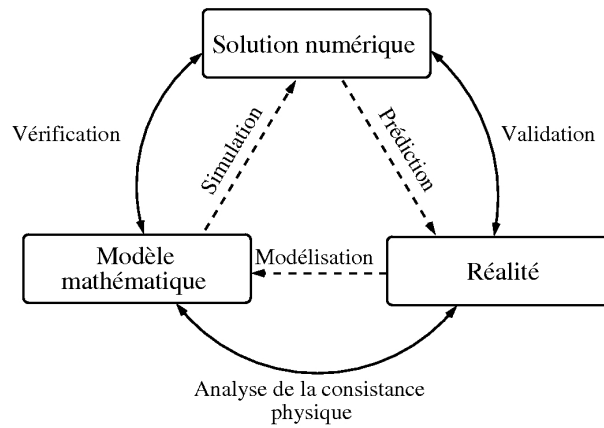 Solution numérique
Vérification
Simulation
Prédiction
Validation
Modèle
mathématique
Modélisation
Réalité
Analyse de la consistance
physique